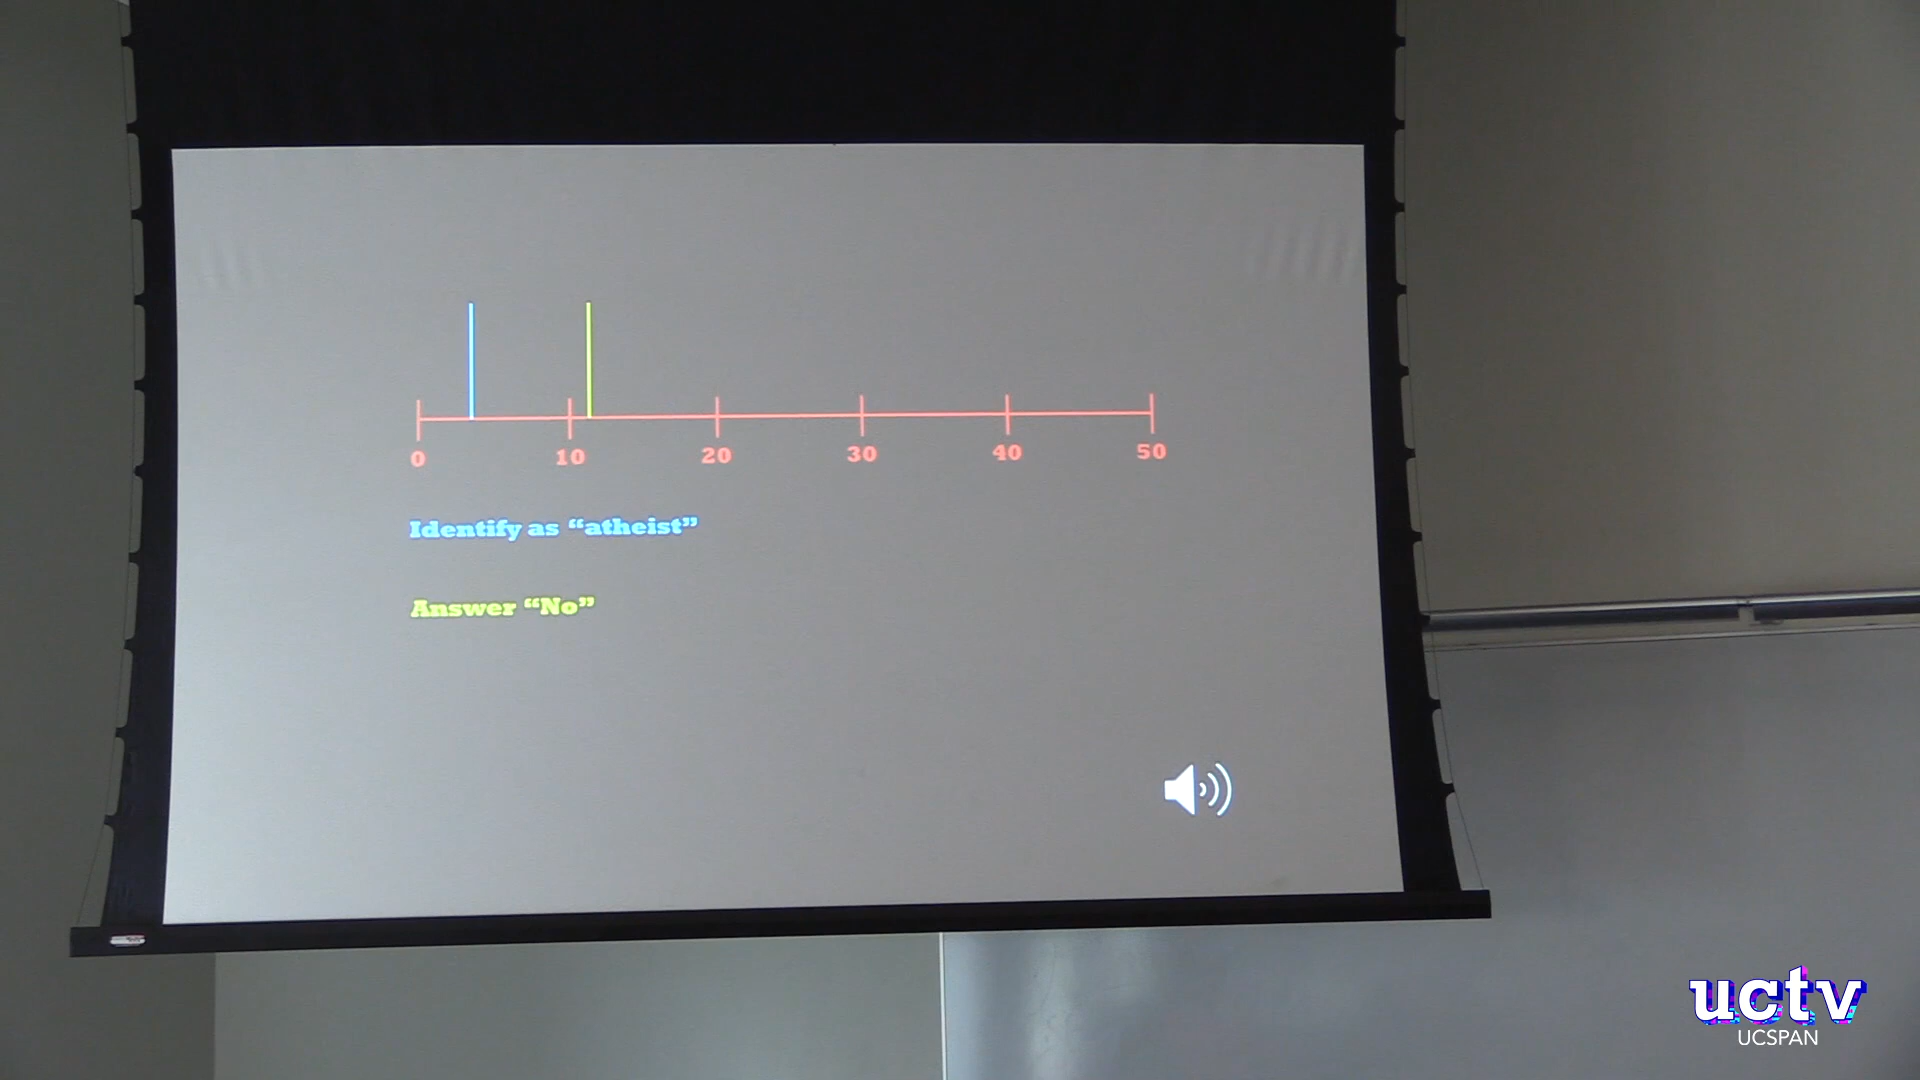 0 10 20 30 40 50
Identify as “atheist”
Answer “No”
uctv
UCSPAN